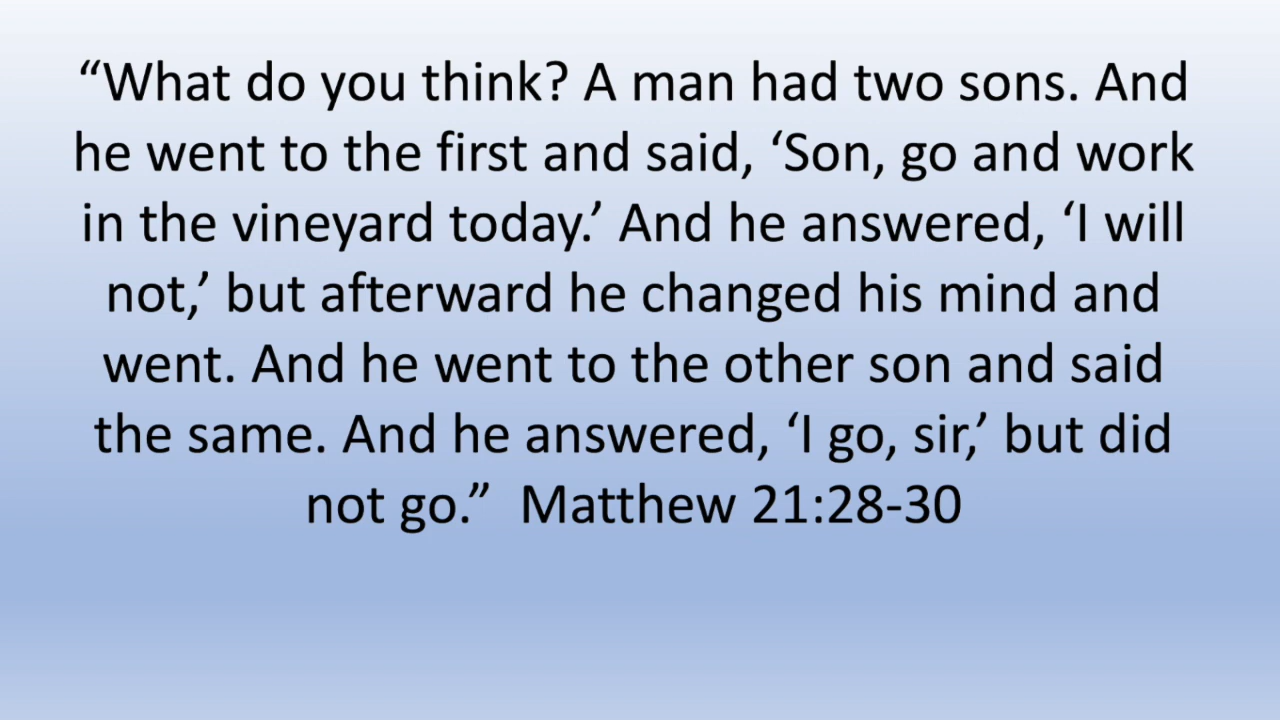 “What do you think? A man had two sons. And
he went to the first and said, ‘Son, go and work
in the vineyard today.’ And he answered, ‘I will
not,’ but afterward he changed his mind and
went. And he went to the other son and said
the same. And he answered, ‘I go, sir,’ but did
not go.”  Matthew 21:28-30